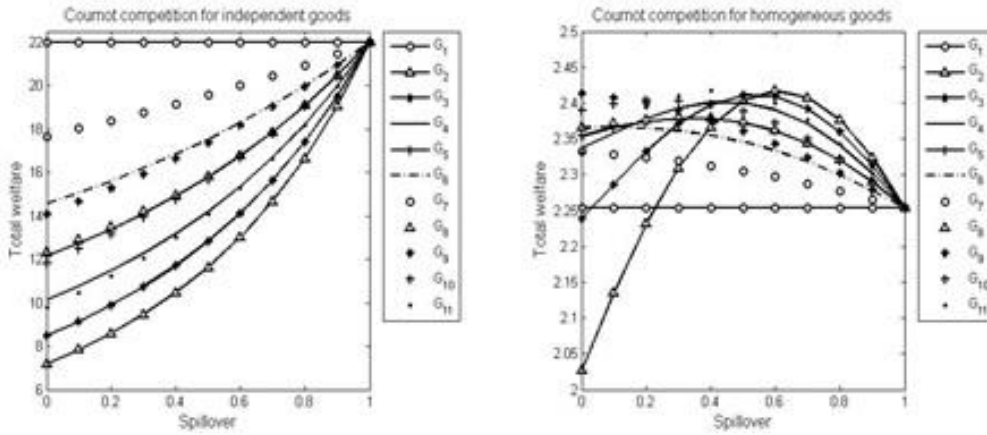 Cournot competition for independent goods
Total welfare
22
20
18
16
14
12
10
8
6
0
0.2
0.4
0.6
0.8
1
Spillover
G1
G2
G3
G4
G5
G6
G7
G8
G9
G10
G11
Cournot competition for homogeneous goods
Total welfare
2.5
2.45
2.4
2.35
2.3
2.25
2.2
2.15
2.1
2.05
2
0
0.2
0.4
0.6
0.8
1
Spillover
G1
G2
G3
G4
G5
G6
G7
G8
G9
G10
G11